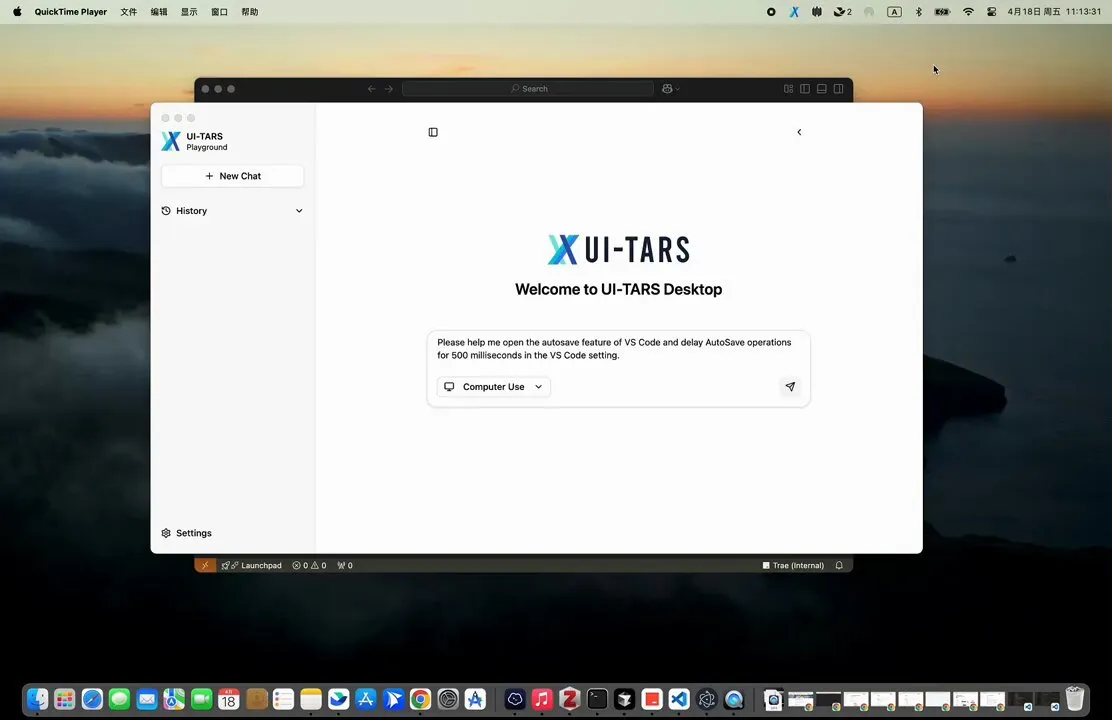 QuickTime Player 文件 编辑 显示 窗口 帮助 2 A 4月18日 周五 11:13:31
Search
UI-TARS
Playground
New Chat
History
UI-TARS
Welcome to UI-TARS Desktop
Please help me open the autosave feature of VS Code and delay AutoSave operations
for 500 milliseconds in the VS Code setting.
Computer Use
Settings
Launchpad 0 0 0 Trae (Internal)
18